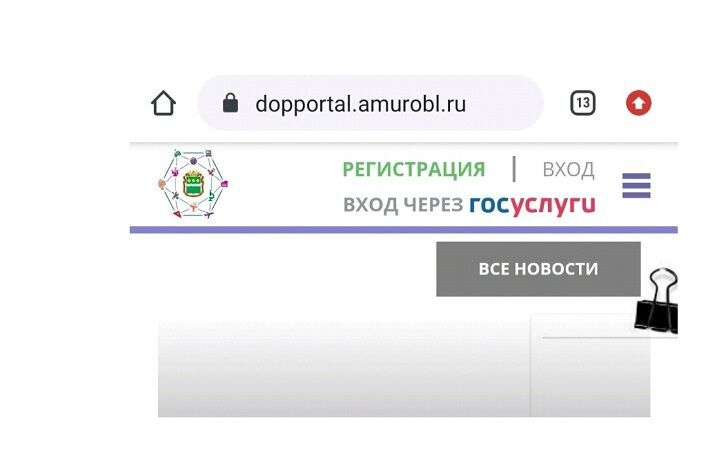 dopportal.amurobl.ru
13
РЕГИСТРАЦИЯ | ВХОД
ВХОД ЧЕРЕЗ госуслуги
ВСЕ НОВОСТИ